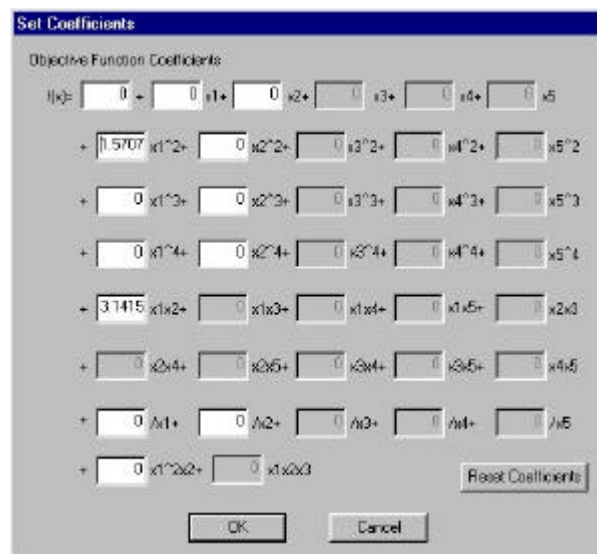 Set Coefficients
Objective Function Coefficients
f(x)= 0 + 0 x1+ 0 x2+ 0 x3+ 0 x4+ 0 x5
+ 1.5707 x1^2+ 0 x2^2+ 0 x3^2+ 0 x4^2+ 0 x5^2
+ 0 x1^3+ 0 x2^3+ 0 x3^3+ 0 x4^3+ 0 x5^3
+ 0 x1^4+ 0 x2^4+ 0 x3^4+ 0 x4^4+ 0 x5^4
+ 3.1415 x1x2+ 0 x1x3+ 0 x1x4+ 0 x1x5+ 0 x2x3
+ 0 x2x4+ 0 x2x5+ 0 x3x4+ 0 x3x5+ 0 x4x5
+ 0 /x1+ 0 /x2+ 0 /x3+ 0 /x4+ 0 /x5
+ 0 x1^2x2+ 0 x1x2x3
Reset Coefficients
OK Cancel